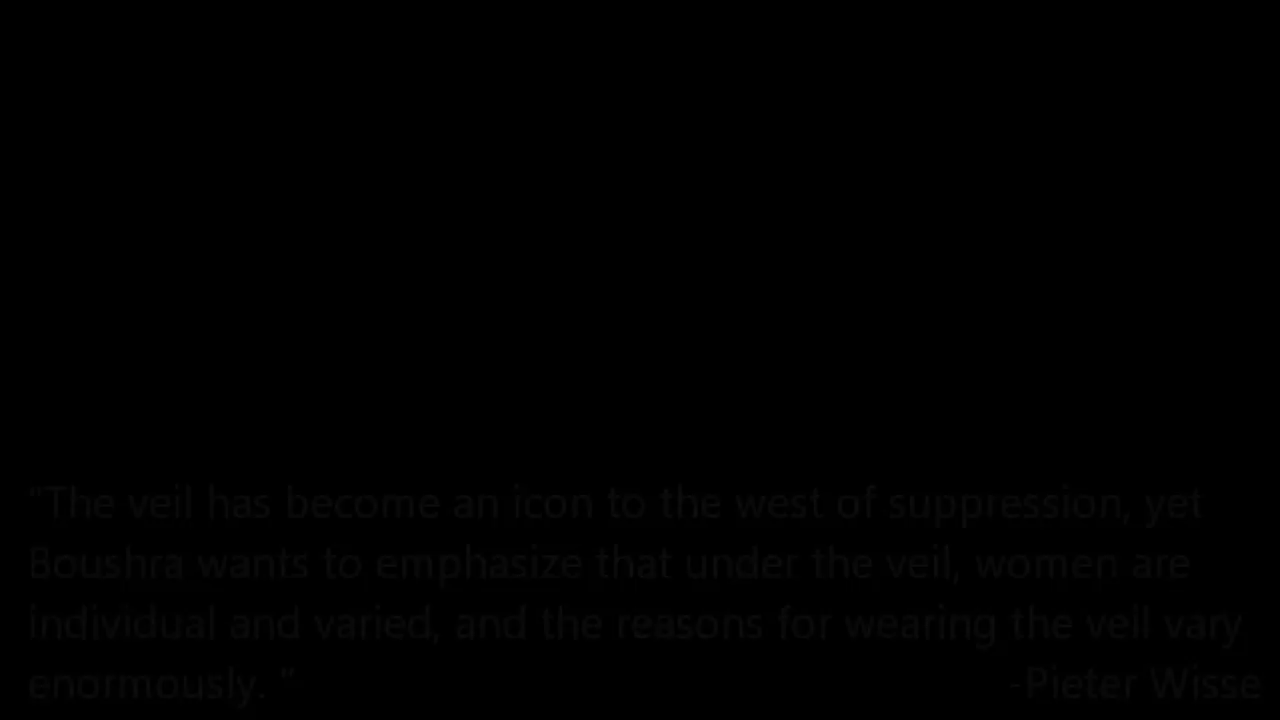 "The veil has become an icon to the west of suppression, yet
Boushra wants to emphasize that under the veil, women are
individual and varied, and the reasons for wearing the veil vary
enormously. "
-Pieter Wisse